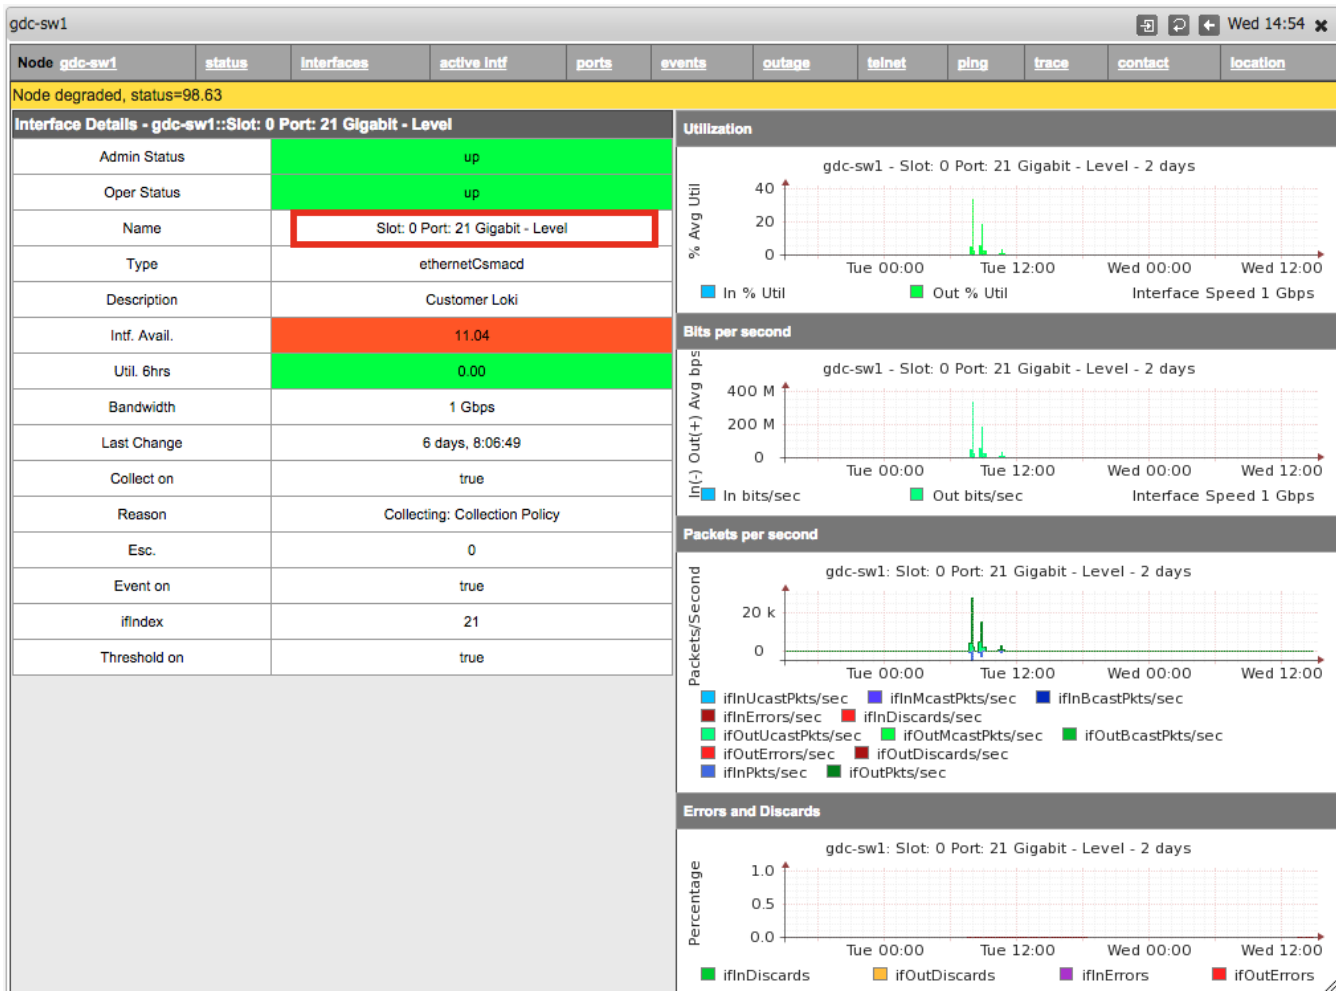 gdc-sw1
Wed 14:54
Node gdc-sw1 status interfaces active intf ports events outage telnet ping trace contact location
Node degraded, status=98.63
Interface Details - gdc-sw1::Slot: 0 Port: 21 Gigabit - Level
Admin Status up
Oper Status up
Name Slot: 0 Port: 21 Gigabit - Level
Type ethernetCsmacd
Description Customer Loki
Intf. Avail. 11.04
Util. 6hrs 0.00
Bandwidth 1 Gbps
Last Change 6 days, 8:06:49
Collect on true
Reason Collecting: Collection Policy
Esc. 0
Event on true
ifIndex 21
Threshold on true
Utilization
gdc-sw1 - Slot: 0 Port: 21 Gigabit - Level - 2 days
% Avg Util
40
20
0
Tue 00:00 Tue 12:00 Wed 00:00 Wed 12:00
In % Util Out % Util Interface Speed 1 Gbps
Bits per second
gdc-sw1 - Slot: 0 Port: 21 Gigabit - Level - 2 days
In(-) Out(+) Avg bps
400 M
200 M
0
Tue 00:00 Tue 12:00 Wed 00:00 Wed 12:00
In bits/sec Out bits/sec Interface Speed 1 Gbps
Packets per second
gdc-sw1: Slot: 0 Port: 21 Gigabit - Level - 2 days
Packets/Second
20 k
0
Tue 00:00 Tue 12:00 Wed 00:00 Wed 12:00
ifInUcastPkts/sec ifInMcastPkts/sec ifInBcastPkts/sec
ifInErrors/sec ifInDiscards/sec
ifOutUcastPkts/sec ifOutMcastPkts/sec ifOutBcastPkts/sec
ifOutErrors/sec ifOutDiscards/sec
ifInPkts/sec ifOutPkts/sec
Errors and Discards
gdc-sw1: Slot: 0 Port: 21 Gigabit - Level - 2 days
Percentage
1.0
0.5
0.0
Tue 00:00 Tue 12:00 Wed 00:00 Wed 12:00
ifInDiscards ifOutDiscards ifInErrors ifOutErrors